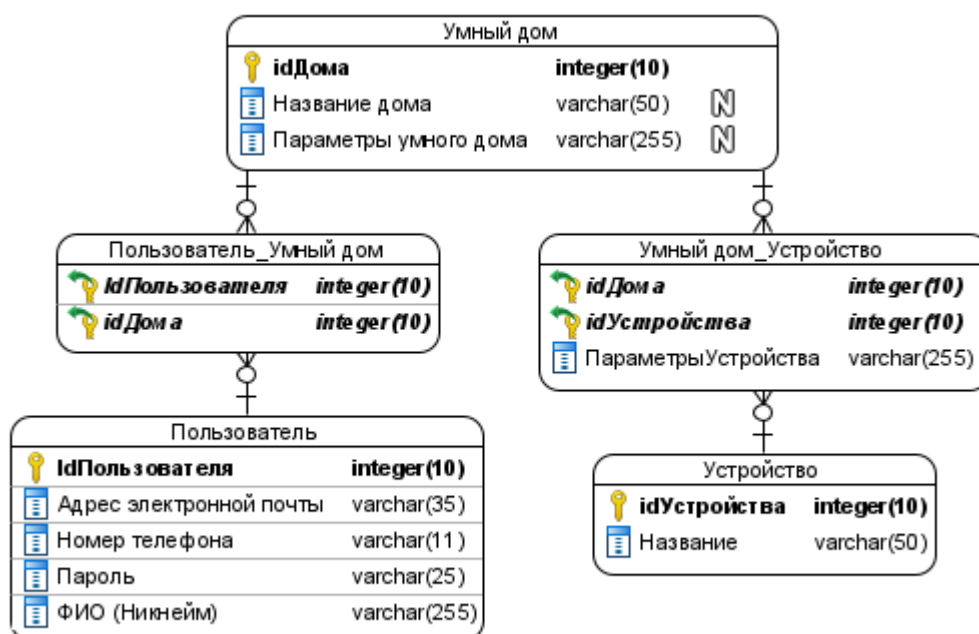 Умный дом
idДома integer(10)
Название дома varchar(50) N
Параметры умного дома varchar(255) N
Пользователь_Умный дом
IdПользователя integer(10)
idДома integer(10)
Умный дом_Устройство
idДома integer(10)
idУстройства integer(10)
ПараметрыУстройства varchar(255)
Пользователь
IdПользователя integer(10)
Адрес электронной почты varchar(35)
Номер телефона varchar(11)
Пароль varchar(25)
ФИО (Никнейм) varchar(255)
Устройство
idУстройства integer(10)
Название varchar(50)